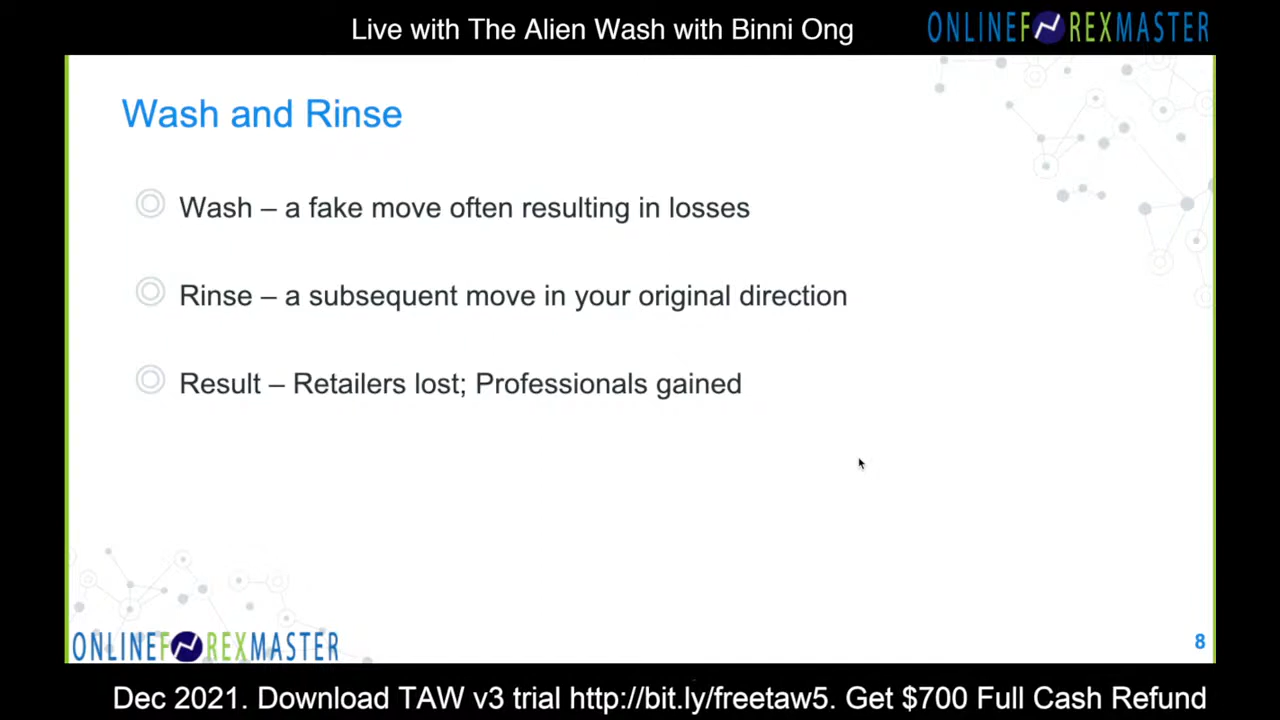 Live with The Alien Wash with Binni Ong
ONLINEFOREXMASTER
Wash and Rinse
Wash – a fake move often resulting in losses
Rinse – a subsequent move in your original direction
Result – Retailers lost; Professionals gained
ONLINEFOREXMASTER
8
Dec 2021. Download TAW v3 trial http://bit.ly/freetaw5. Get $700 Full Cash Refund